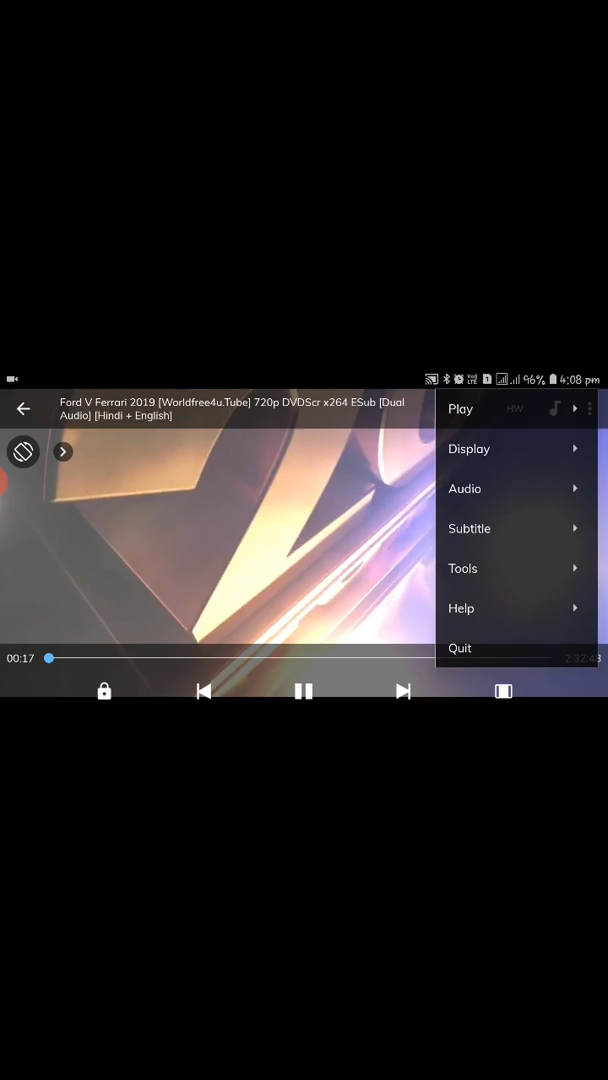 96% 4:08 pm
Ford V Ferrari 2019 [Worldfree4u.Tube] 720p DVDScr x264 ESub [Dual
Audio] [Hindi + English]
HW
Play
Display
Audio
Subtitle
Tools
Help
Quit
00:17
2:32:48